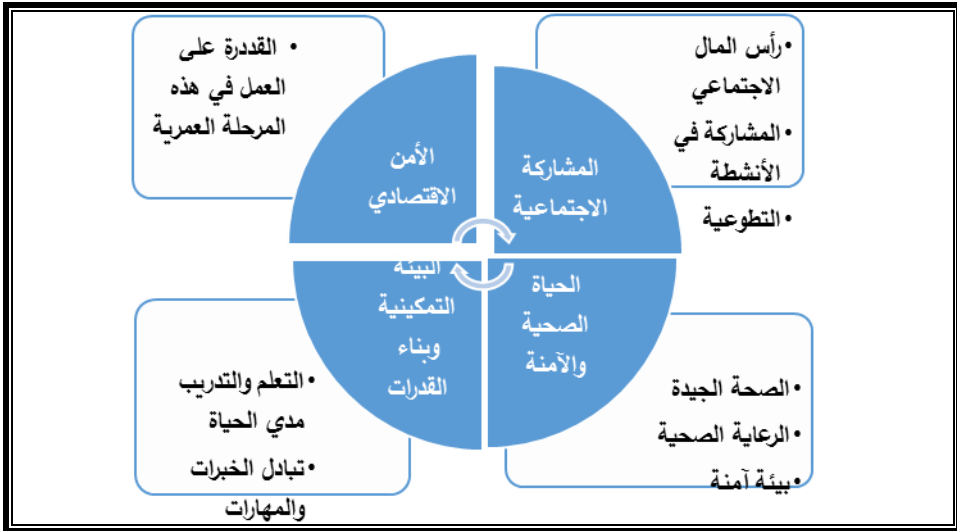 •رأس المال
الاجتماعي
•المشاركة في
الأنشطة
•التطوعية
• القددرة على
العمل في هذه
المرحلة العمرية
المشاركة
الاجتماعية
الأمن
الاقتصادي
الحياة
الصحية
والآمنة
البيئة
التمكينية
وبناء
القدرات
•الصحة الجيدة
•الرعاية الصحية
•بيئة آمنة
•التعلم والتدريب
مدي الحياة
•تبادل الخبرات
والمهارات